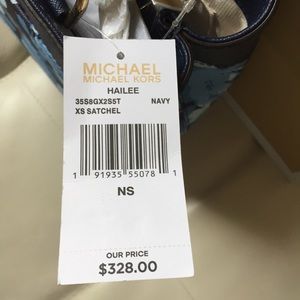 MICHAEL
MICHAEL KORS
HAILEE
35S8GX2S5T NAVY
XS SATCHEL
1 91935 55078 1
NS
OUR PRICE
$328.00